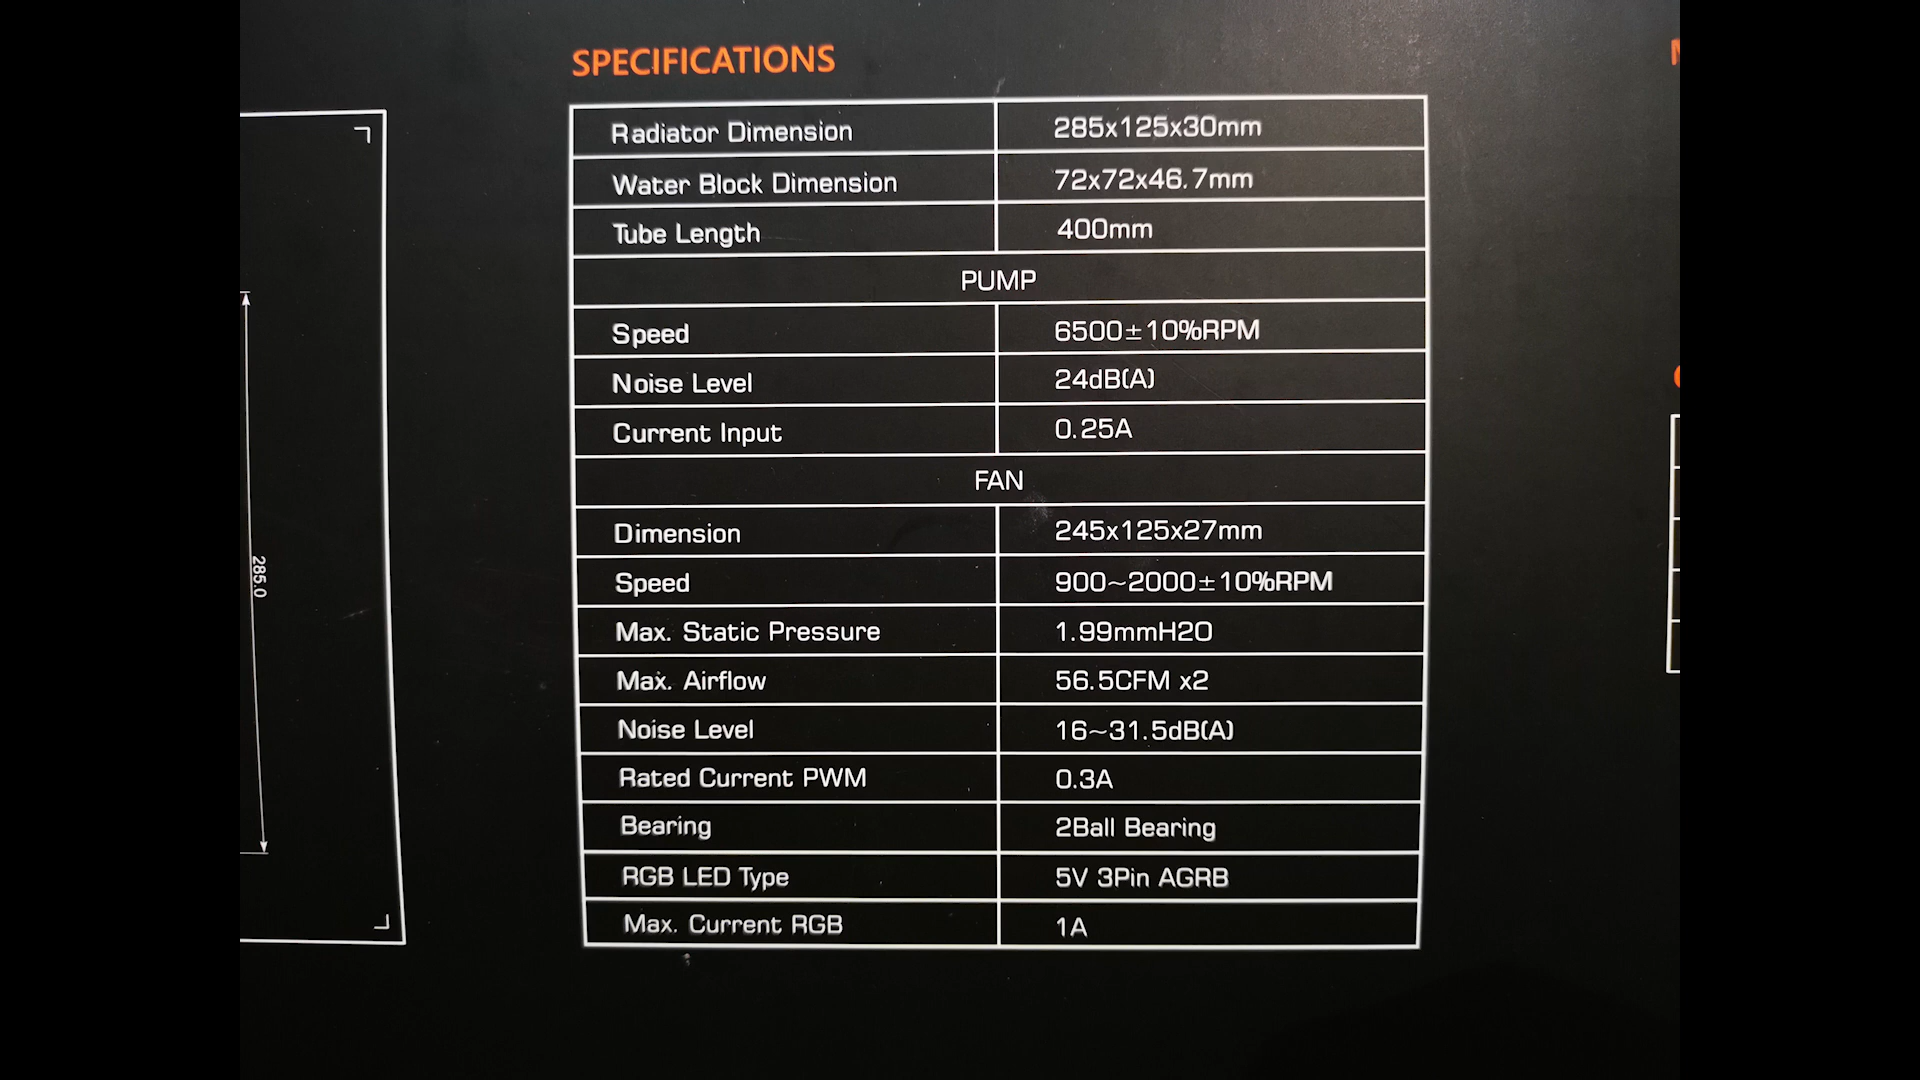 SPECIFICATIONS
Radiator Dimension 285x125x30mm
Water Block Dimension 72x72x46.7mm
Tube Length 400mm
PUMP
Speed 6500±10%RPM
Noise Level 24dB(A)
Current Input 0.25A
FAN
Dimension 245x125x27mm
Speed 900~2000±10%RPM
Max. Static Pressure 1.99mmH2O
Max. Airflow 56.5CFM x2
Noise Level 16~31.5dB(A)
Rated Current PWM 0.3A
Bearing 2Ball Bearing
RGB LED Type 5V 3Pin AGRB
Max. Current RGB 1A
285.0